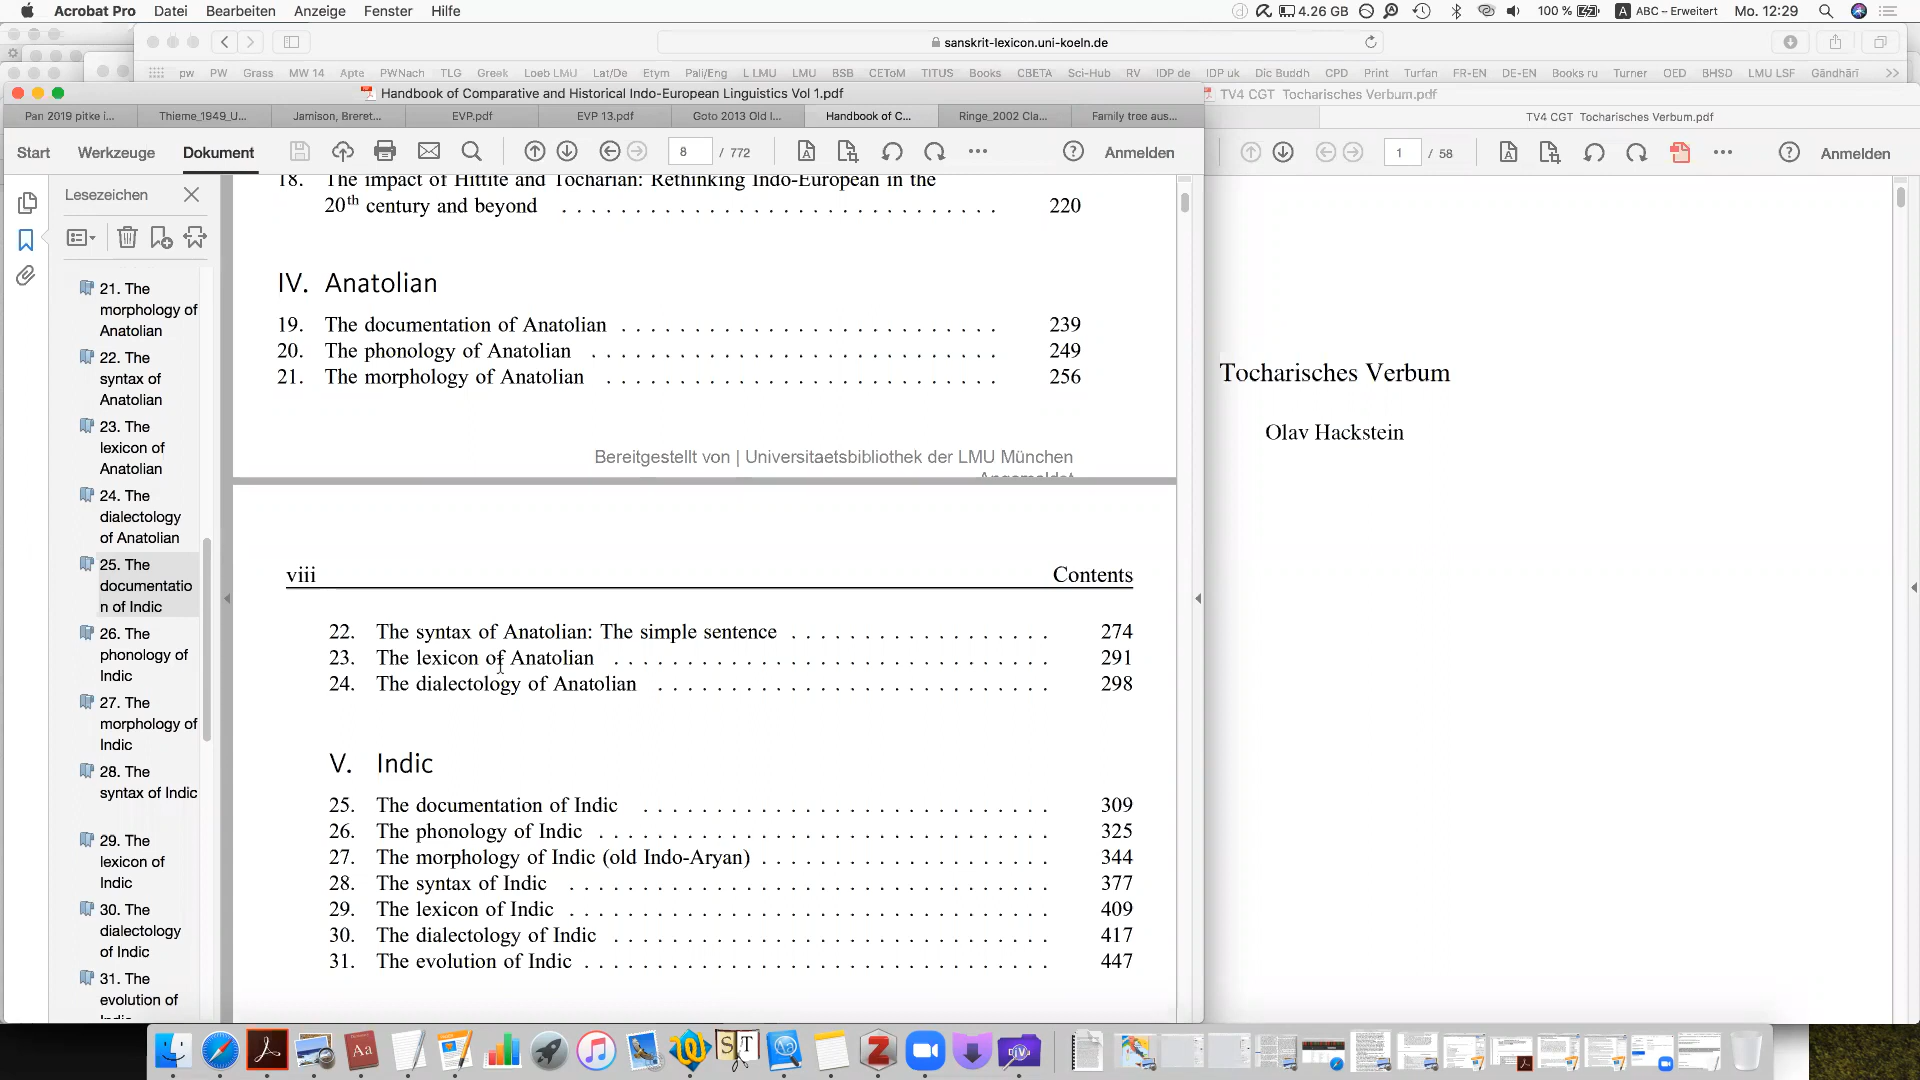 Acrobat Pro Datei Bearbeiten Anzeige Fenster Hilfe 4.26 GB 100 % A ABC – Erweitert Mo. 12:29
sanskrit-lexicon.uni-koeln.de
pw PW Grass MW 14 Apte PWNach TLG Greek Loeb LMU Lat/De Etym Pali/Eng L LMU LMU BSB CEToM TITUS Books CBETA Sci-Hub RV IDP de IDP uk Dic Buddh CPD Print Turfan FR-EN DE-EN Books ru Turner OED BHSD LMU LSF Gāndhārī
Handbook of Comparative and Historical Indo-European Linguistics Vol 1.pdf
TV4 CGT Tocharisches Verbum.pdf
Pan 2019 pitke i... Thieme_1949_U... Jamison, Breret... EVP.pdf EVP 13.pdf Goto 2013 Old I... Handbook of C... Ringe_2002 Cla... Family tree aus...
TV4 CGT Tocharisches Verbum.pdf
Start Werkzeuge Dokument 8 / 772 Anmelden
1 / 58 Anmelden
Lesezeichen
21. The
morphology of
Anatolian
22. The
syntax of
Anatolian
23. The
lexicon of
Anatolian
24. The
dialectology
of Anatolian
25. The
documentatio
n of Indic
26. The
phonology of
Indic
27. The
morphology of
Indic
28. The
syntax of Indic
29. The
lexicon of
Indic
30. The
dialectology
of Indic
31. The
evolution of
18. The impact of Hittite and Tocharian: Rethinking Indo-European in the
20th century and beyond . . . . . . . . . . . . . . . . . . . . . . . . . . . . . 220
IV. Anatolian
19. The documentation of Anatolian . . . . . . . . . . . . . . . . . . . . . . . . . 239
20. The phonology of Anatolian . . . . . . . . . . . . . . . . . . . . . . . . . . . 249
21. The morphology of Anatolian . . . . . . . . . . . . . . . . . . . . . . . . . . 256
Bereitgestellt von | Universitaetsbibliothek der LMU München
Angemeldet
viii Contents
22. The syntax of Anatolian: The simple sentence . . . . . . . . . . . . . . . . . 274
23. The lexicon of Anatolian . . . . . . . . . . . . . . . . . . . . . . . . . . . . . 291
24. The dialectology of Anatolian . . . . . . . . . . . . . . . . . . . . . . . . . . 298
V. Indic
25. The documentation of Indic . . . . . . . . . . . . . . . . . . . . . . . . . . . 309
26. The phonology of Indic . . . . . . . . . . . . . . . . . . . . . . . . . . . . . . 325
27. The morphology of Indic (old Indo-Aryan) . . . . . . . . . . . . . . . . . . . 344
28. The syntax of Indic . . . . . . . . . . . . . . . . . . . . . . . . . . . . . . . . 377
29. The lexicon of Indic . . . . . . . . . . . . . . . . . . . . . . . . . . . . . . . . 409
30. The dialectology of Indic . . . . . . . . . . . . . . . . . . . . . . . . . . . . . 417
31. The evolution of Indic . . . . . . . . . . . . . . . . . . . . . . . . . . . . . . . 447
Tocharisches Verbum
Olav Hackstein